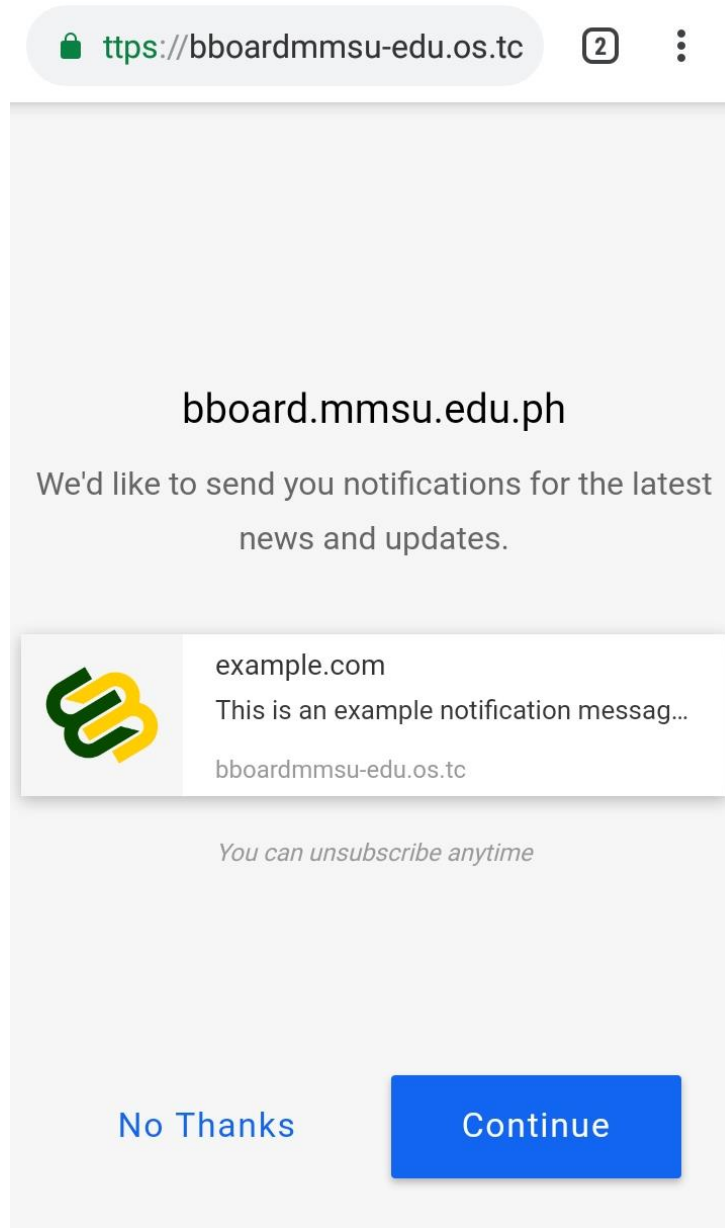 ttps://bboardmmsu-edu.os.tc 2
bboard.mmsu.edu.ph
We'd like to send you notifications for the latest
news and updates.
example.com
This is an example notification messag...
bboardmmsu-edu.os.tc
You can unsubscribe anytime
No Thanks Continue